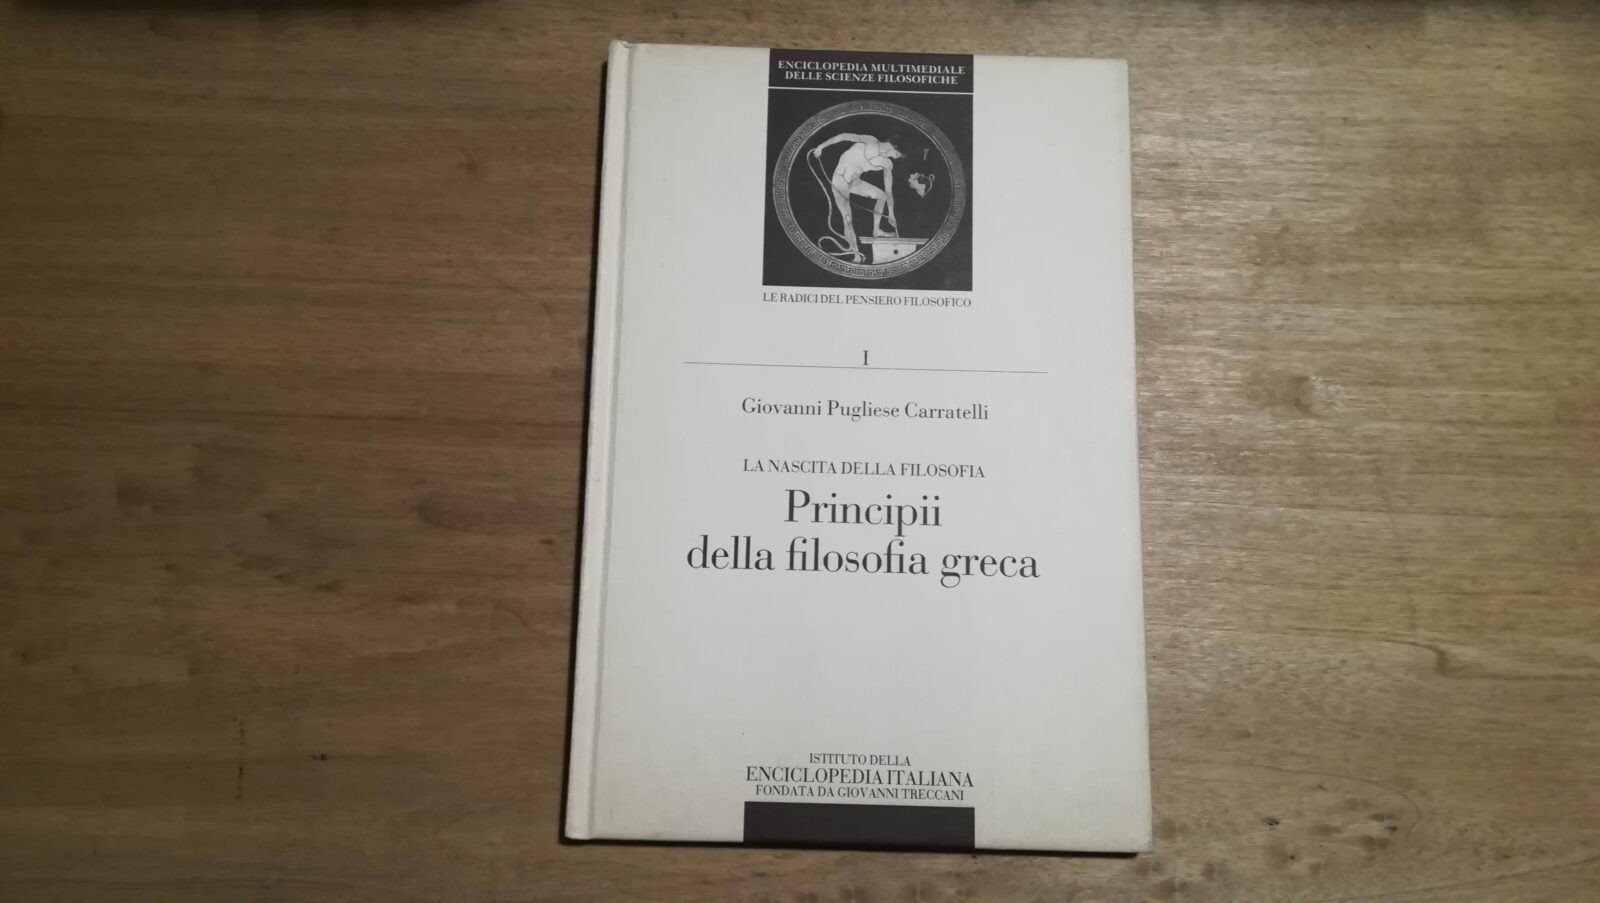 ENCICLOPEDIA MULTIMEDIALE
DELLE SCIENZE FILOSOFICHE
LE RADICI DEL PENSIERO FILOSOFICO
I
Giovanni Pugliese Carratelli
LA NASCITA DELLA FILOSOFIA
Principii
della filosofia greca
ISTITUTO DELLA
ENCICLOPEDIA ITALIANA
FONDATA DA GIOVANNI TRECCANI